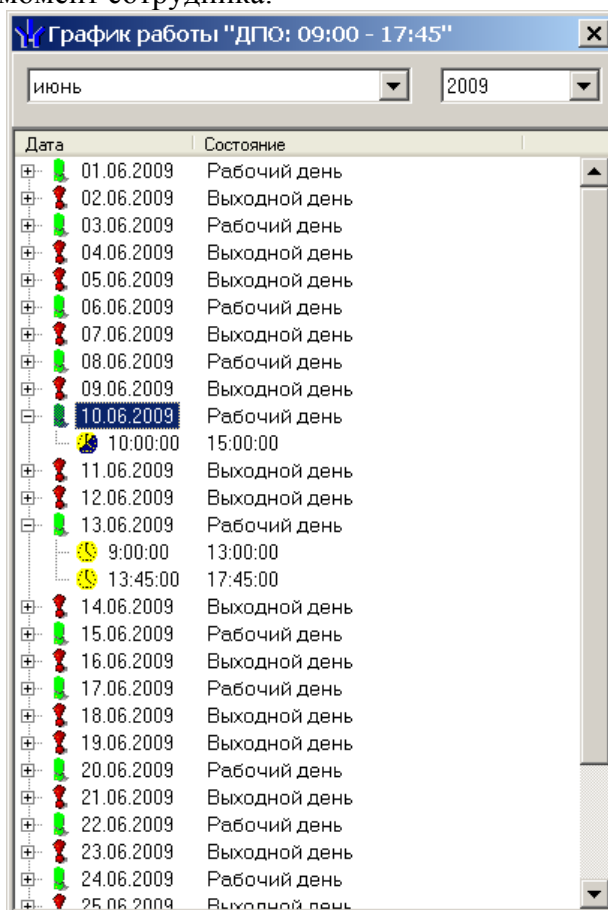 момент сотрудника.
График работы "ДПО: 09:00 - 17:45"
июнь 2009
Дата Состояние
01.06.2009 Рабочий день
02.06.2009 Выходной день
03.06.2009 Рабочий день
04.06.2009 Выходной день
05.06.2009 Выходной день
06.06.2009 Рабочий день
07.06.2009 Выходной день
08.06.2009 Рабочий день
09.06.2009 Выходной день
10.06.2009 Рабочий день
10:00:00 15:00:00
11.06.2009 Выходной день
12.06.2009 Выходной день
13.06.2009 Рабочий день
9:00:00 13:00:00
13:45:00 17:45:00
14.06.2009 Выходной день
15.06.2009 Рабочий день
16.06.2009 Выходной день
17.06.2009 Рабочий день
18.06.2009 Выходной день
19.06.2009 Выходной день
20.06.2009 Рабочий день
21.06.2009 Выходной день
22.06.2009 Рабочий день
23.06.2009 Выходной день
24.06.2009 Рабочий день
25.06.2009 Выходной день